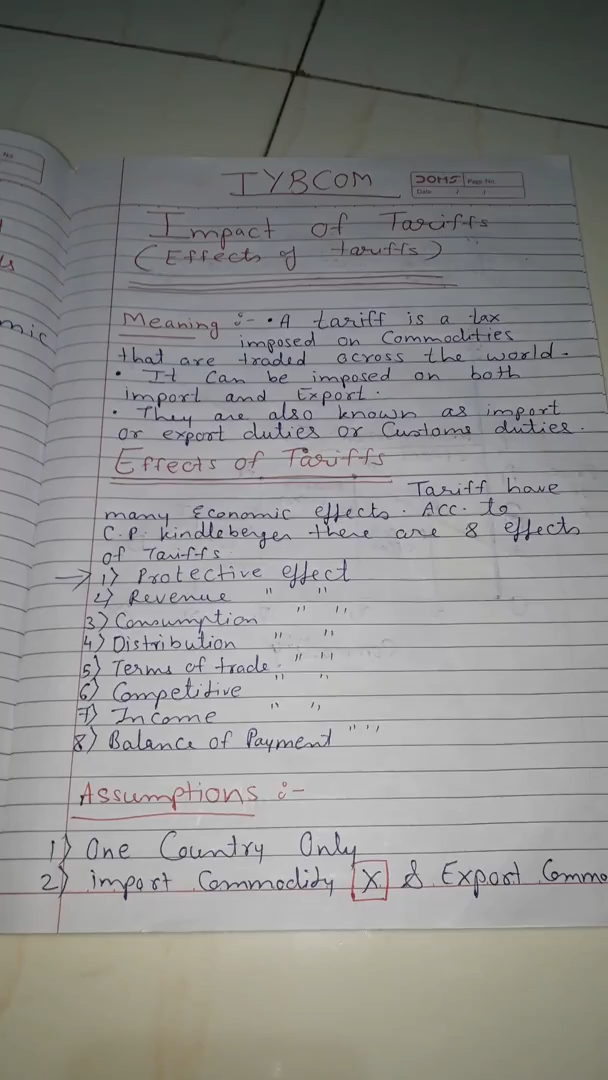 TYBCOM
DOMS Page No.
Date / /
Impact of Tariffs
(Effects of tariffs)
Meaning :- • A tariff is a tax
imposed on Commodities
that are traded across the world.
• It can be imposed on both
import and Export.
• They are also known as import
or export duties or Customs duties.
Effects of Tariffs
Tariff have
many Economic effects. Acc. to
C.P. kindleberger there are 8 effects
of Tariffs.
→ 1) Protective effect
2) Revenue " "
3) Consumption " "
4) Distribution " "
5) Terms of trade " "
6) Competitive " "
7) Income " "
8) Balance of Payment " "
Assumptions :-
1) One Country Only
2) import Commodity X & Export Commo